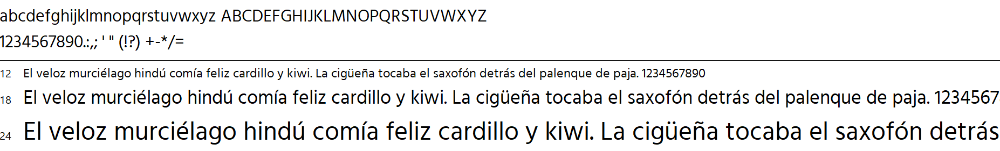 abcdefghijklmnopqrstuvwxyz ABCDEFGHIJKLMNOPQRSTUVWXYZ
1234567890.:,; ' " (!?) +-*/=
12 El veloz murciélago hindú comía feliz cardillo y kiwi. La cigüeña tocaba el saxofón detrás del palenque de paja. 1234567890
18 El veloz murciélago hindú comía feliz cardillo y kiwi. La cigüeña tocaba el saxofón detrás del palenque de paja. 1234567
24 El veloz murciélago hindú comía feliz cardillo y kiwi. La cigüeña tocaba el saxofón detrás